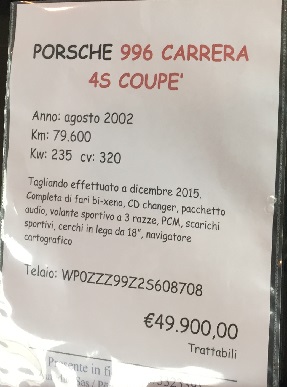 PORSCHE 996 CARRERA
4S COUPE'
Anno: agosto 2002
Km: 79.600
Kw: 235 cv: 320
Tagliando effettuato a dicembre 2015.
Completa di fari bi-xeno, CD changer, pacchetto
audio, volante sportivo a 3 razze, PCM, scarichi
sportivi, cerchi in lega da 18", navigatore
cartografico
Telaio: WP0ZZZ99Z2S608708
€49.900,00
Trattabili
Presente in